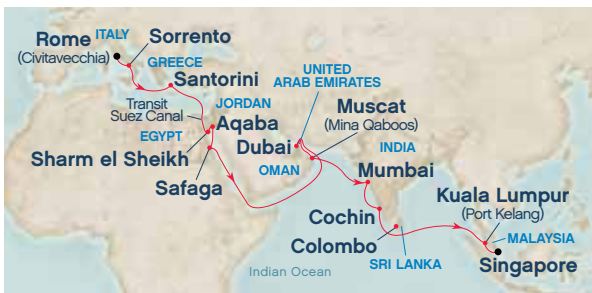 Rome
ITALY
(Civitavecchia)
Sorrento
GREECE
Santorini
Transit
Suez Canal
JORDAN
Aqaba
EGYPT
Sharm el Sheikh
Safaga
UNITED
ARAB EMIRATES
Dubai
Muscat
(Mina Qaboos)
OMAN
INDIA
Mumbai
Cochin
Colombo
SRI LANKA
Kuala Lumpur
(Port Kelang)
MALAYSIA
Singapore
Indian Ocean